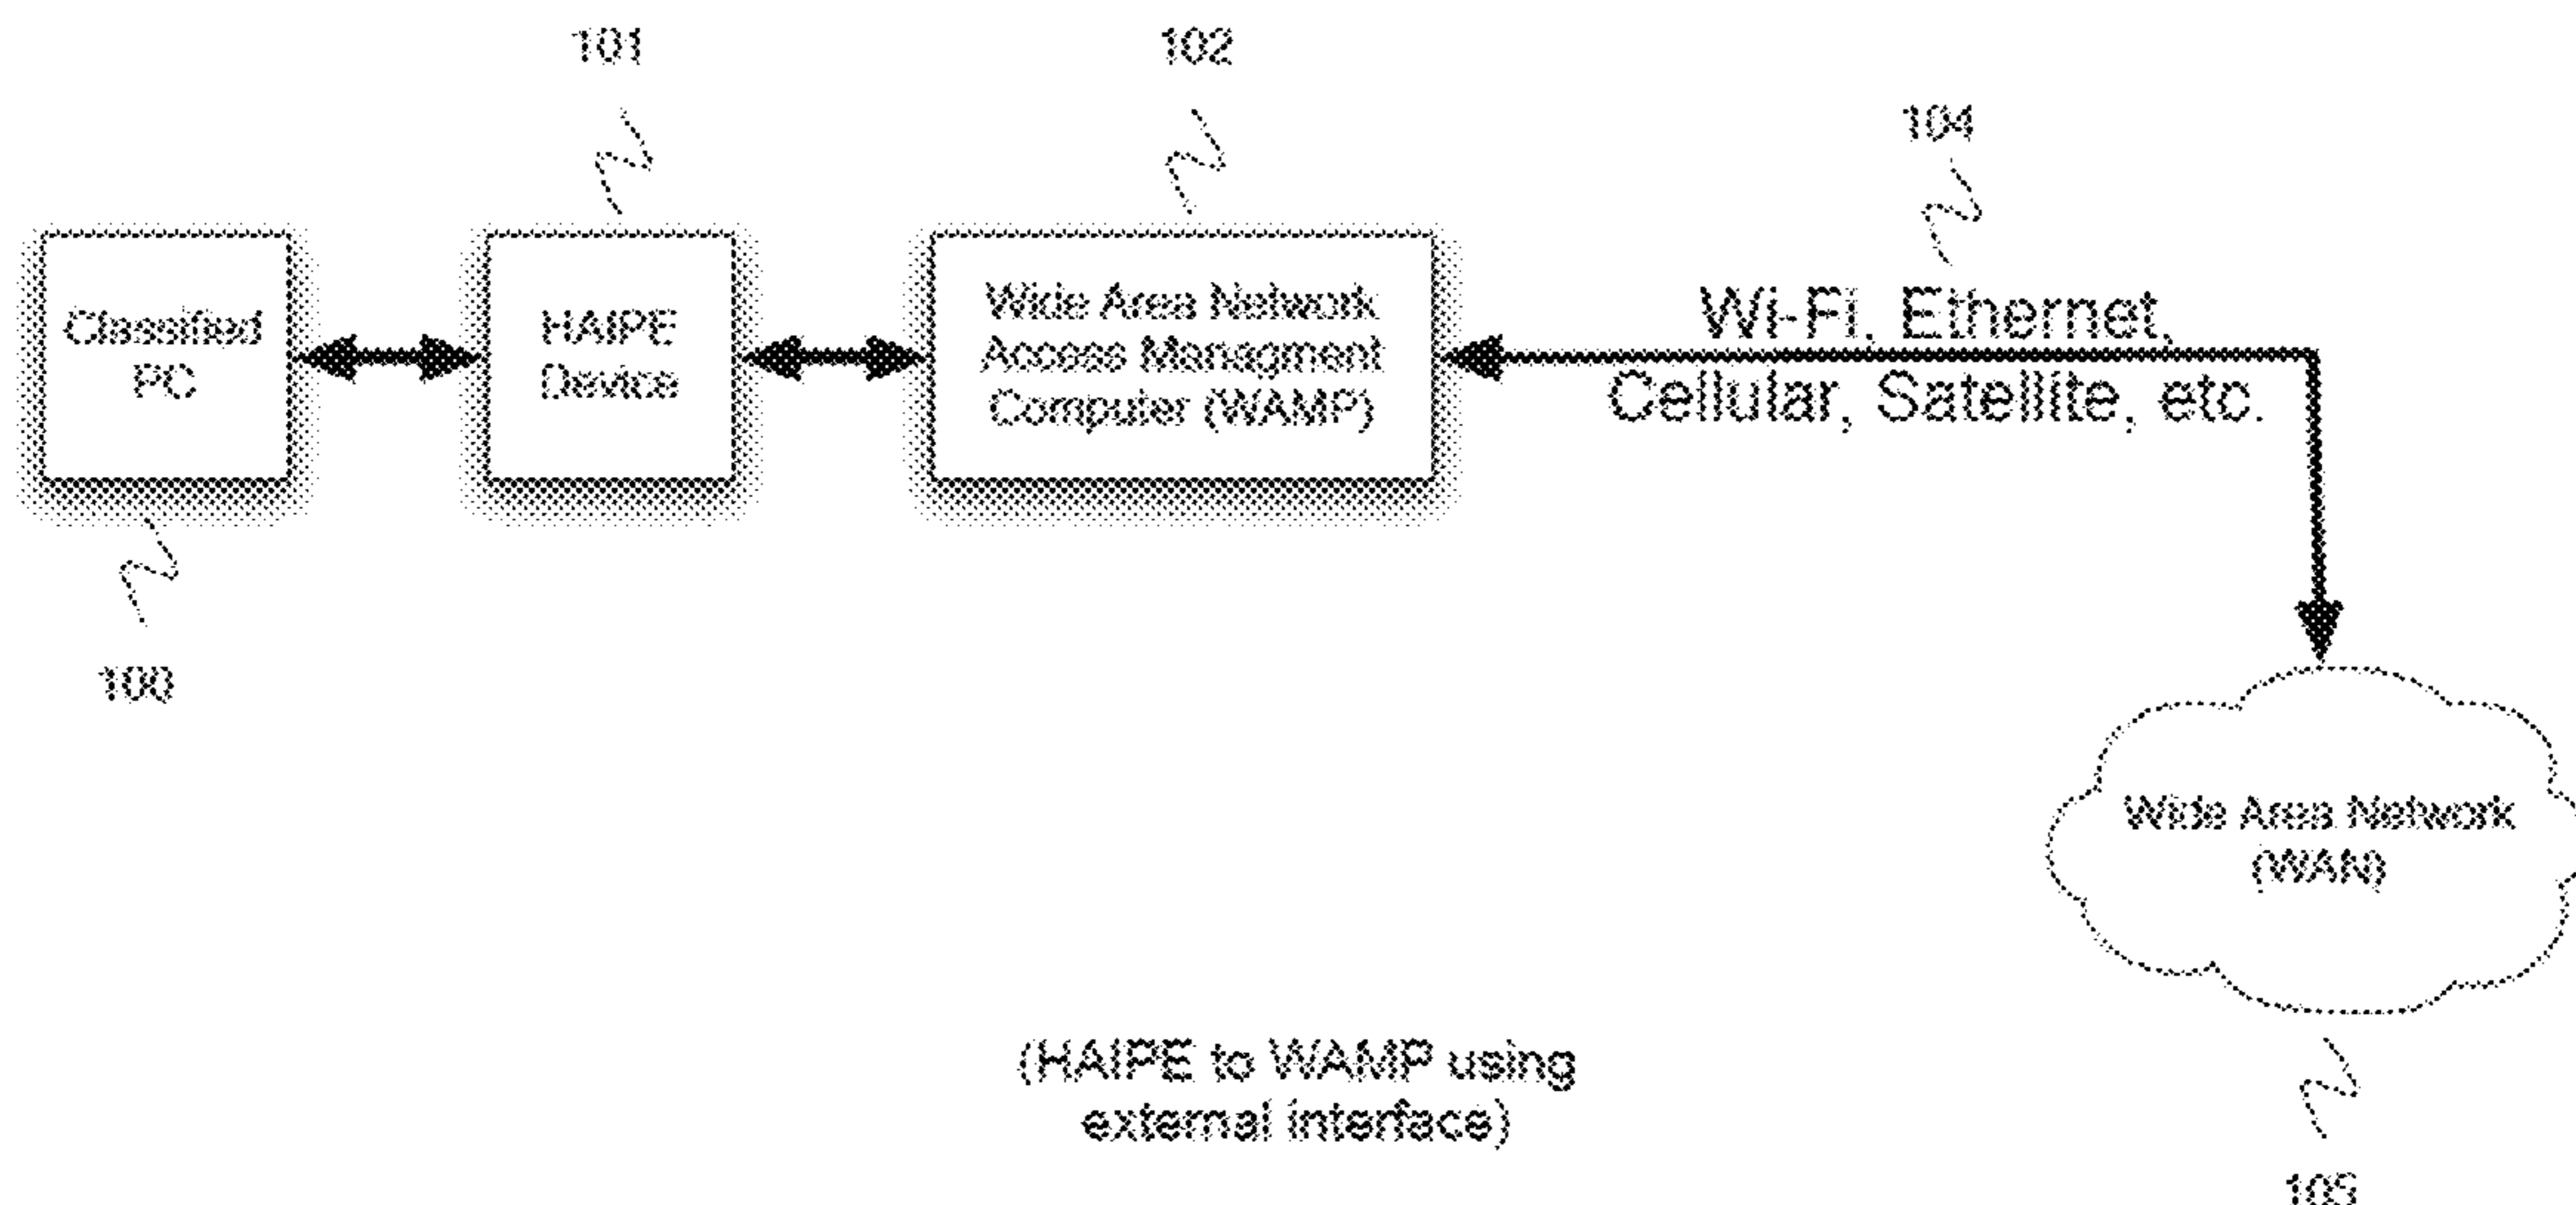 101
102
104
Classified
PC
HAIPE
Device
Wide Area Network
Access Managment
Computer (WAMP)
Wi-Fi, Ethernet,
Cellular, Satellite, etc.
100
Wide Area Network
(WAN)
(HAIPE to WAMP using
external interface)
105